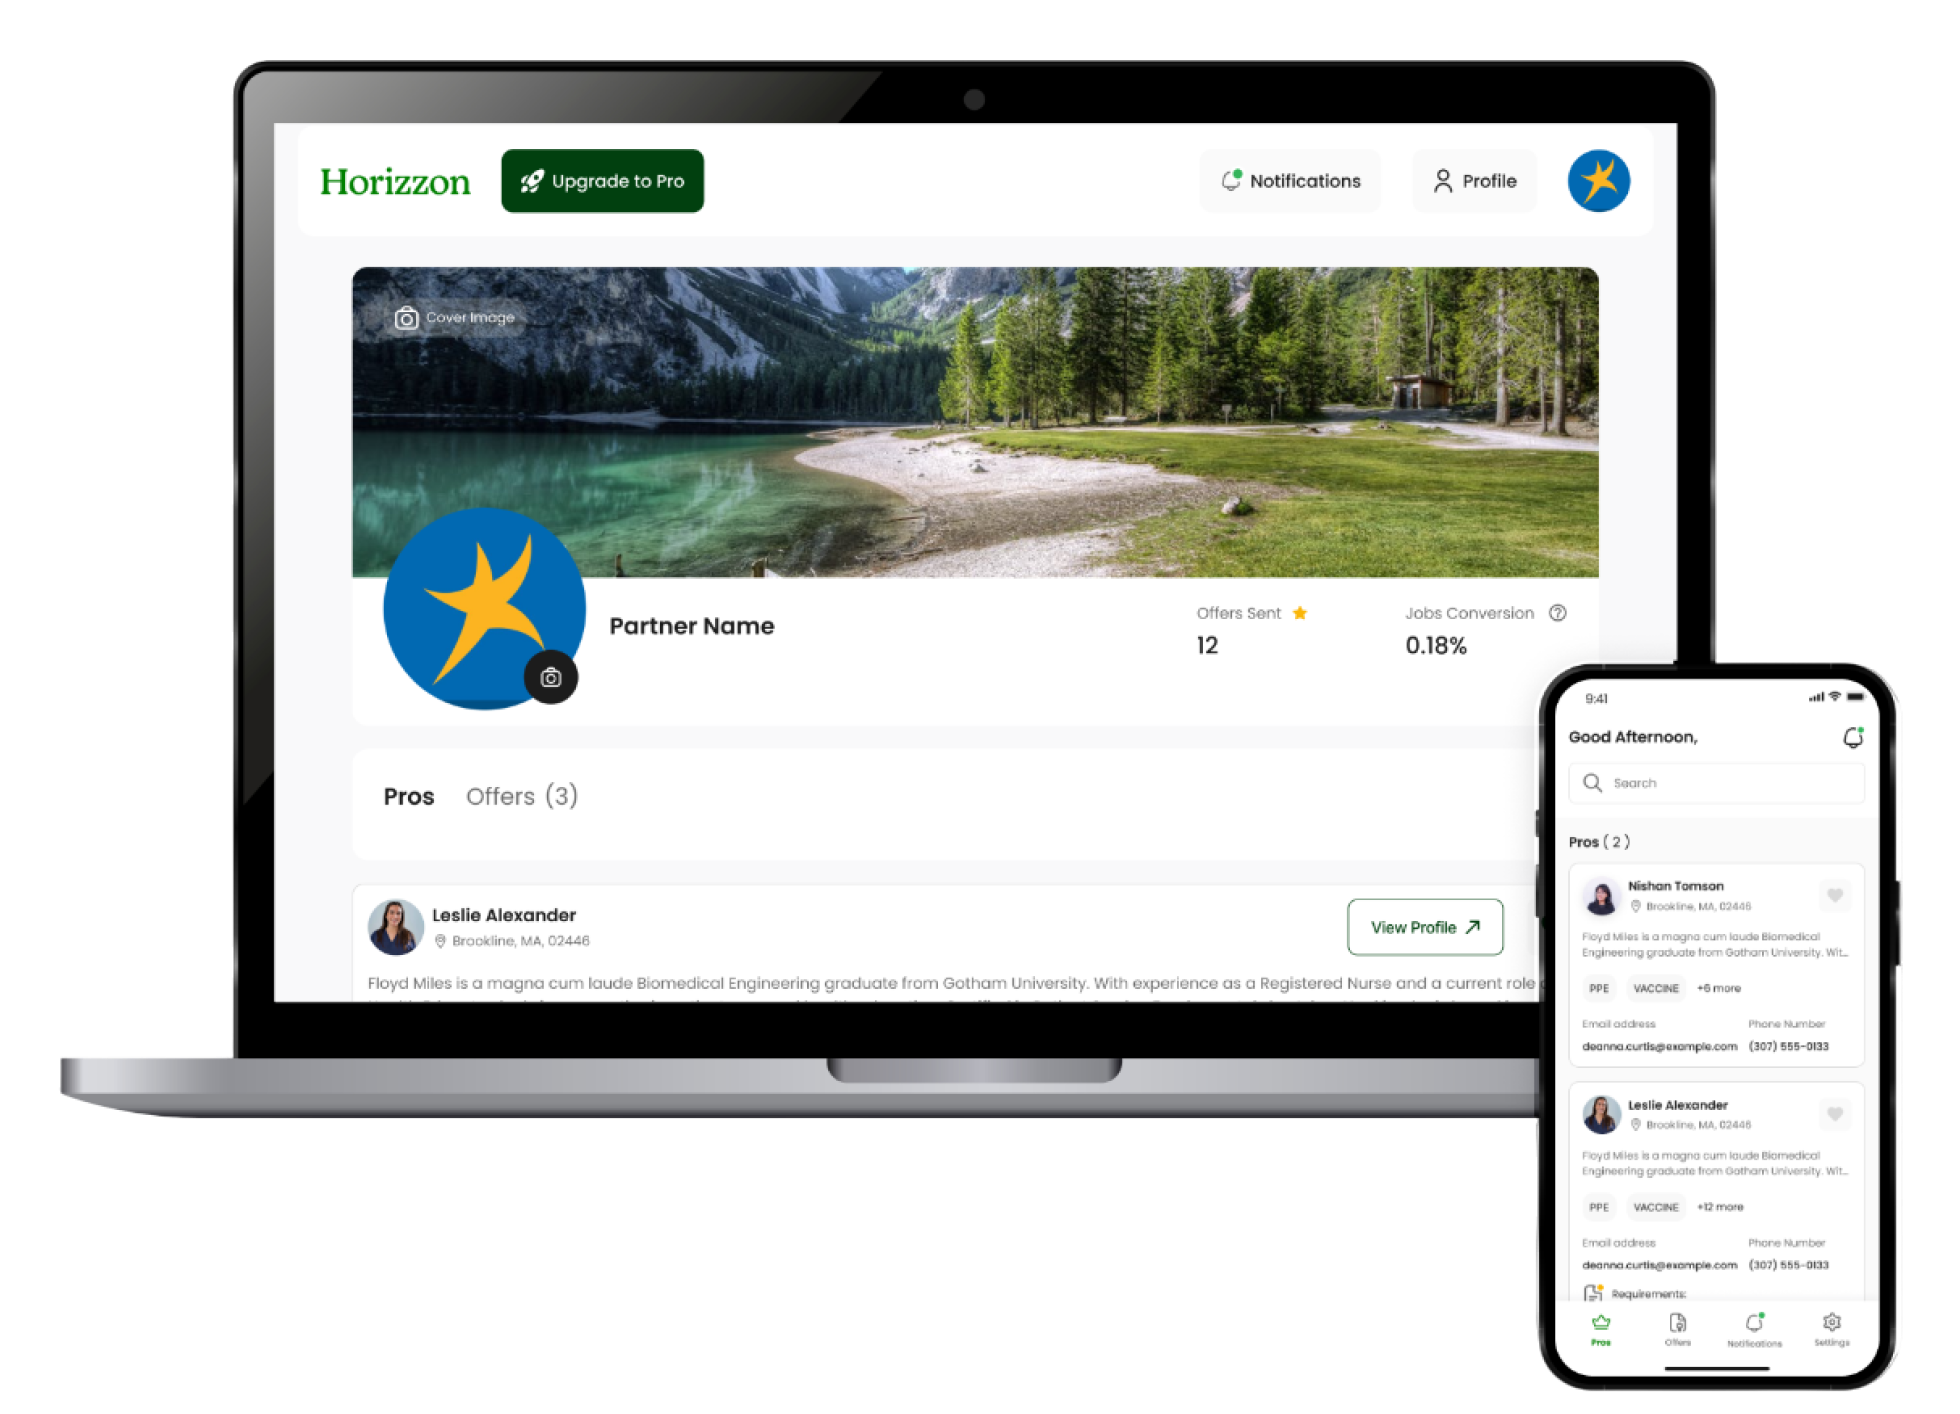 Horizzon
Upgrade to Pro
Notifications
Profile
Cover Image
Partner Name
Offers Sent
12
Jobs Conversion
0.18%
Pros
Offers (3)
Leslie Alexander
Brookline, MA, 02446
View Profile
Floyd Miles is a magna cum laude Biomedical Engineering graduate from Gotham University. With experience as a Registered Nurse and a current role
9:41
Good Afternoon,
Search
Pros ( 2 )
Nishan Tomson
Brookline, MA, 02446
Floyd Miles is a magna cum laude Biomedical
Engineering graduate from Gotham University. Wit...
PPE
VACCINE
+6 more
Email address
Phone Number
deanna.curtis@example.com
(307) 555-0133
Leslie Alexander
Brookline, MA, 02446
Floyd Miles is a magna cum laude Biomedical
Engineering graduate from Gotham University. Wit...
PPE
VACCINE
+12 more
Email address
Phone Number
deanna.curtis@example.com
(307) 555-0133
Requirements:
Pros
Offers
Notifications
Settings